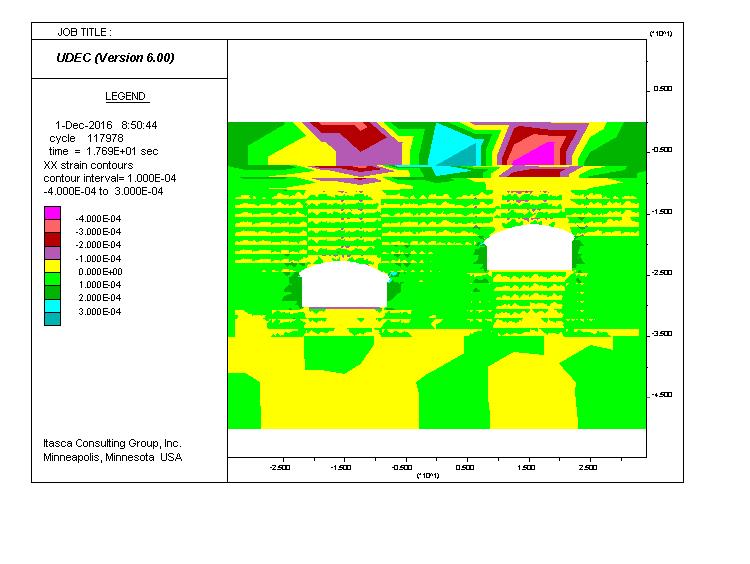 JOB TITLE :
(*10^1)
UDEC (Version 6.00)
LEGEND
1-Dec-2016 8:50:44
cycle 117978
time = 1.769E+01 sec
XX strain contours
contour interval= 1.000E-04
-4.000E-04 to 3.000E-04
-4.000E-04
-3.000E-04
-2.000E-04
-1.000E-04
0.000E+00
1.000E-04
2.000E-04
3.000E-04
0.500
-0.500
-1.500
-2.500
-3.500
-4.500
Itasca Consulting Group, Inc.
Minneapolis, Minnesota USA
-2.500 -1.500 -0.500 0.500 1.500 2.500
(*10^1)